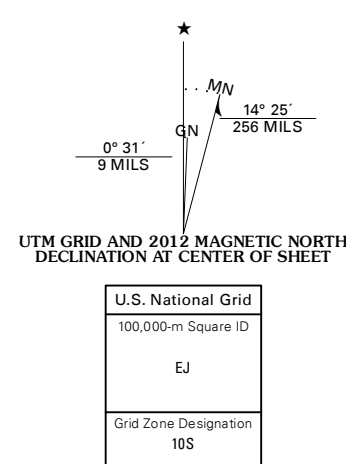 ★
MN
14° 25´
256 MILS
GN
0° 31´
9 MILS
UTM GRID AND 2012 MAGNETIC NORTH
DECLINATION AT CENTER OF SHEET
U.S. National Grid
100,000-m Square ID
EJ
Grid Zone Designation
10S